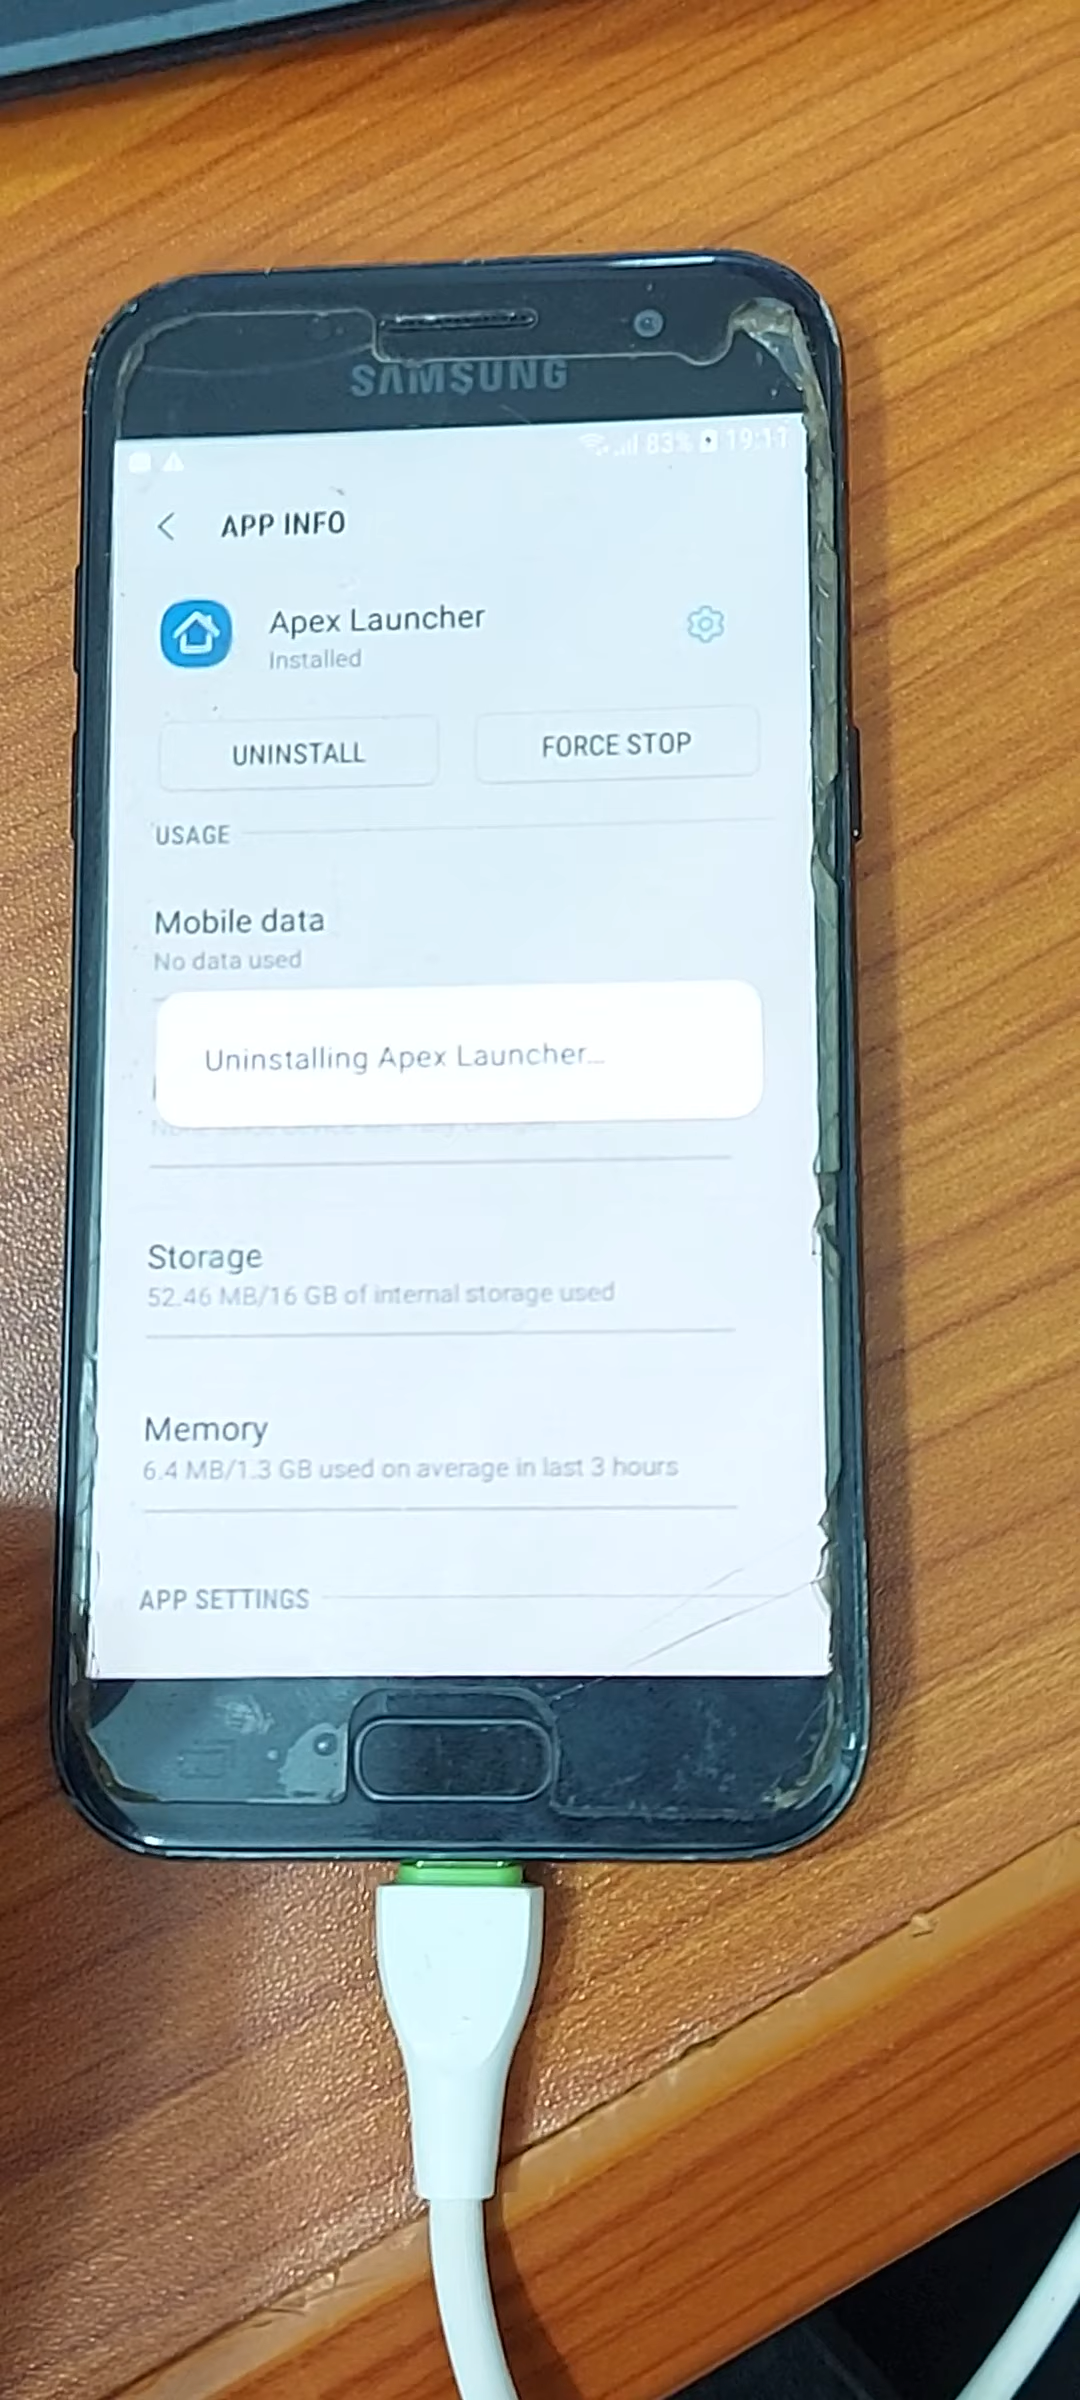 SAMSUNG
83% 19:11
APP INFO
Apex Launcher
Installed
UNINSTALL
FORCE STOP
USAGE
Mobile data
No data used
Uninstalling Apex Launcher...
Storage
52.46 MB/16 GB of internal storage used
Memory
6.4 MB/1.3 GB used on average in last 3 hours
APP SETTINGS